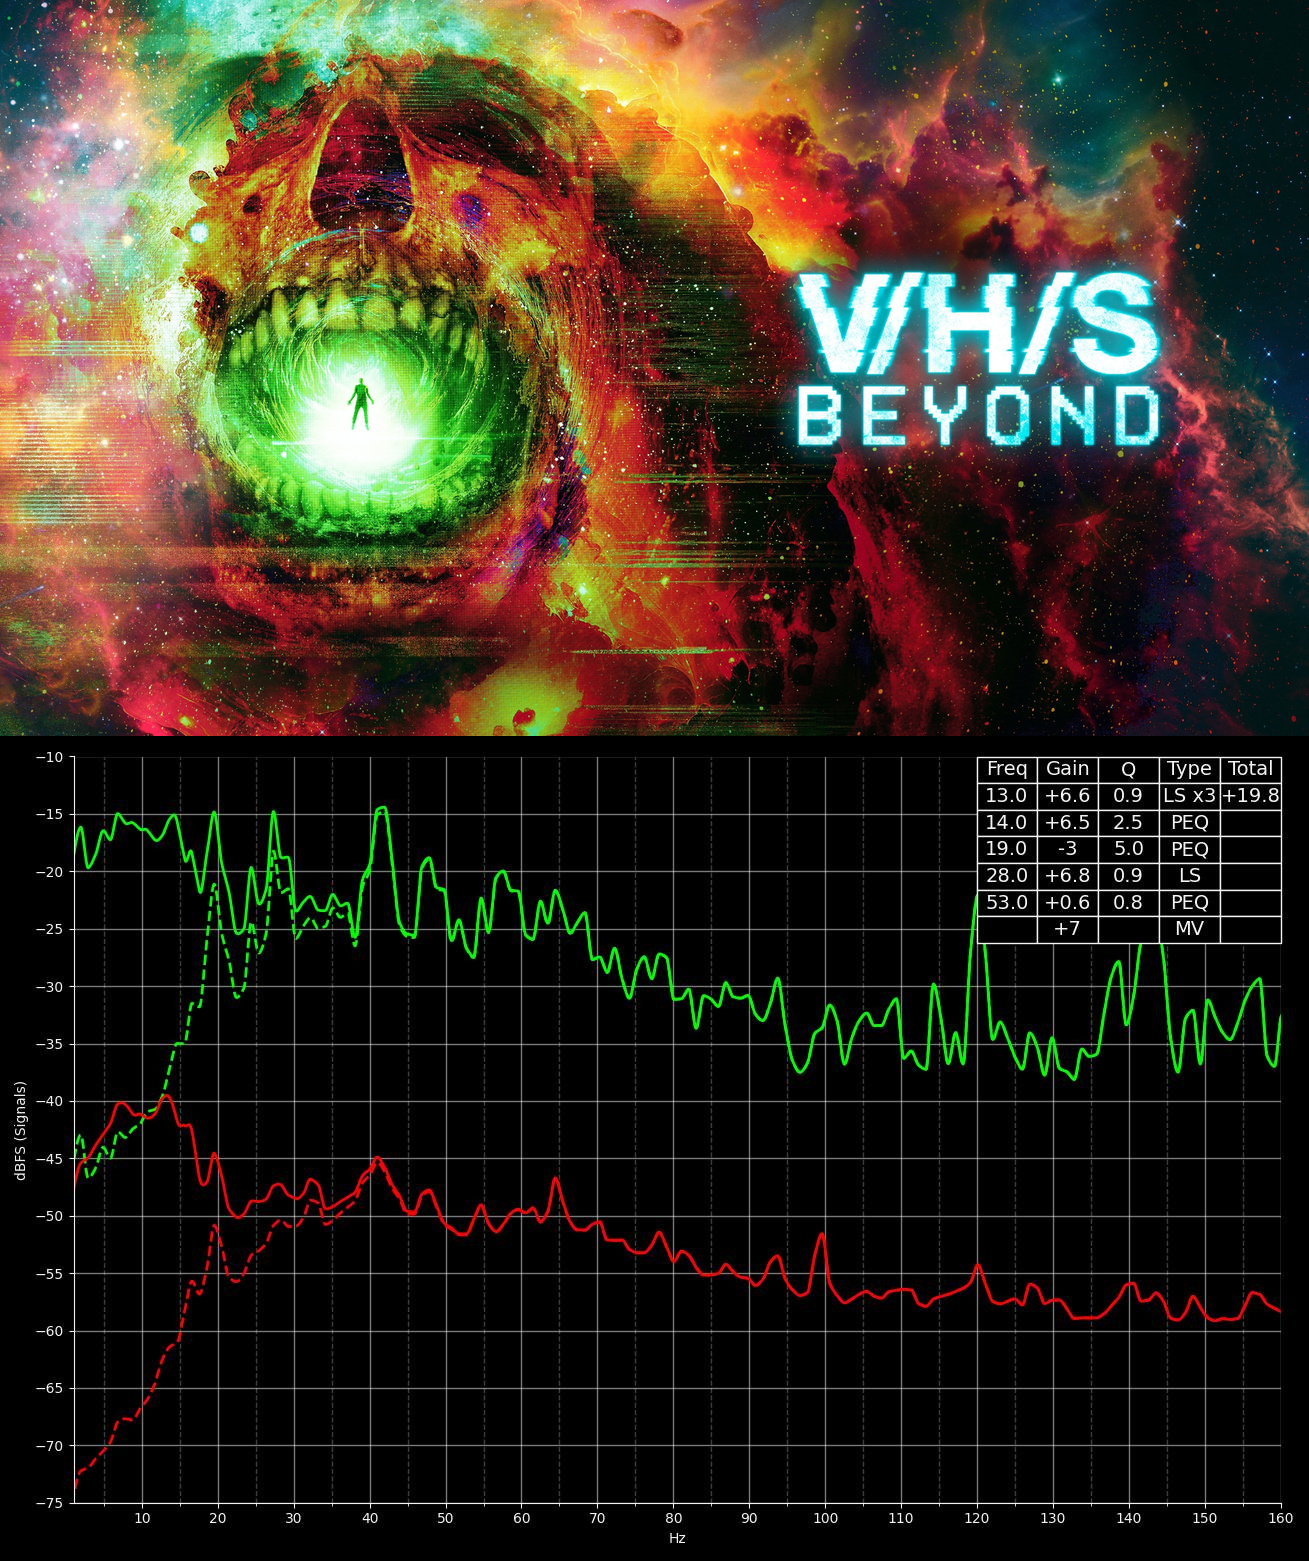 V/H/S
BEYOND
Freq Gain Q Type Total
13.0 +6.6 0.9 LS x3 +19.8
14.0 +6.5 2.5 PEQ
19.0 -3 5.0 PEQ
28.0 +6.8 0.9 LS
53.0 +0.6 0.8 PEQ
+7 MV
−10
−15
−20
−25
−30
−35
−40
−45
−50
−55
−60
−65
−70
−75
dBFS (Signals)
10 20 30 40 50 60 70 80 90 100 110 120 130 140 150 160
Hz